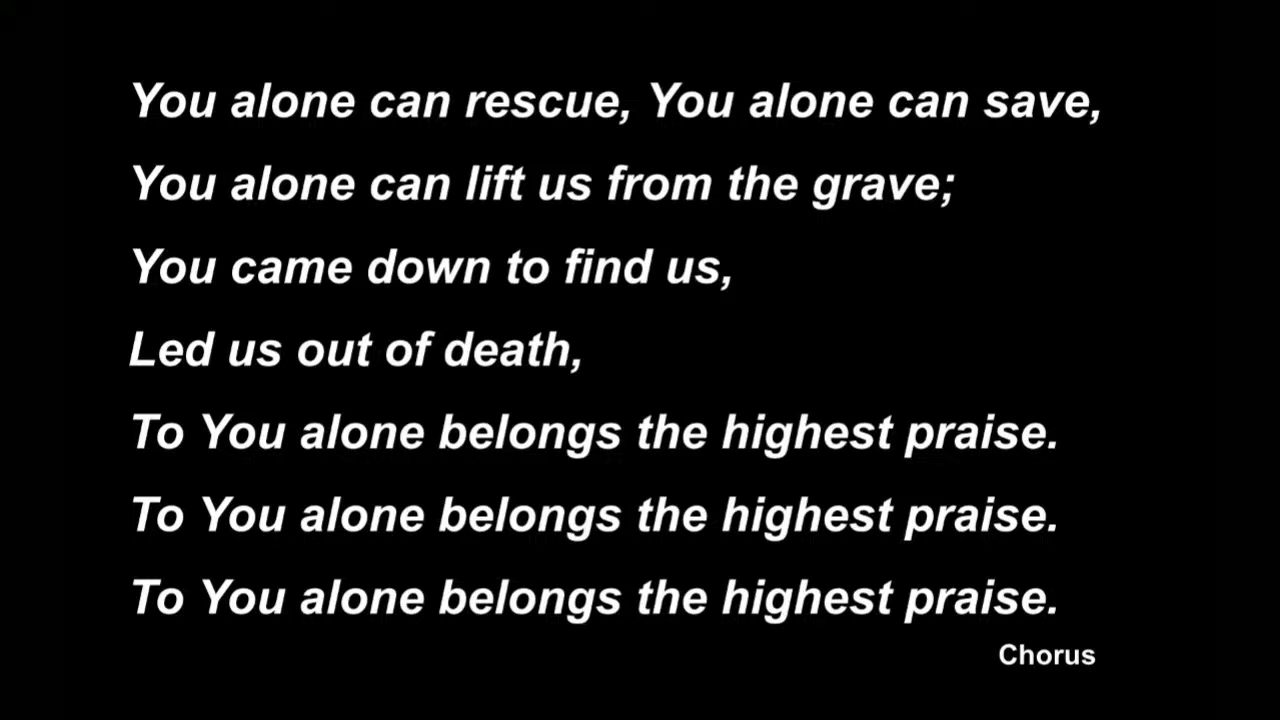 You alone can rescue, You alone can save,
You alone can lift us from the grave;
You came down to find us,
Led us out of death,
To You alone belongs the highest praise.
To You alone belongs the highest praise.
To You alone belongs the highest praise.
Chorus